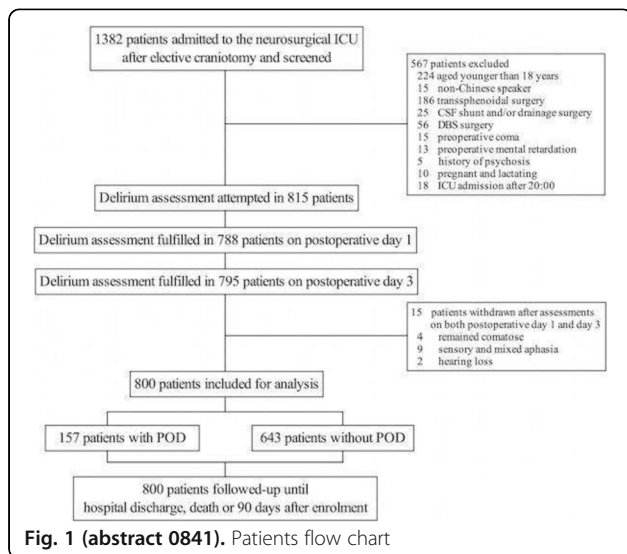 1382 patients admitted to the neurosurgical ICU
after elective craniotomy and screened
567 patients excluded
224 aged younger than 18 years
15 non-Chinese speaker
186 transsphenoidal surgery
25 CSF shunt and/or drainage surgery
56 DBS surgery
15 preoperative coma
13 preoperative mental retardation
5 history of psychosis
10 pregnant and lactating
18 ICU admission after 20:00
Delirium assessment attempted in 815 patients
Delirium assessment fulfilled in 788 patients on postoperative day 1
Delirium assessment fulfilled in 795 patients on postoperative day 3
15 patients withdrawn after assessments
on both postoperative day 1 and day 3
4 remained comatose
9 sensory and mixed aphasia
2 hearing loss
800 patients included for analysis
157 patients with POD
643 patients without POD
800 patients followed-up until
hospital discharge, death or 90 days after enrolment
Fig. 1 (abstract 0841). Patients flow chart